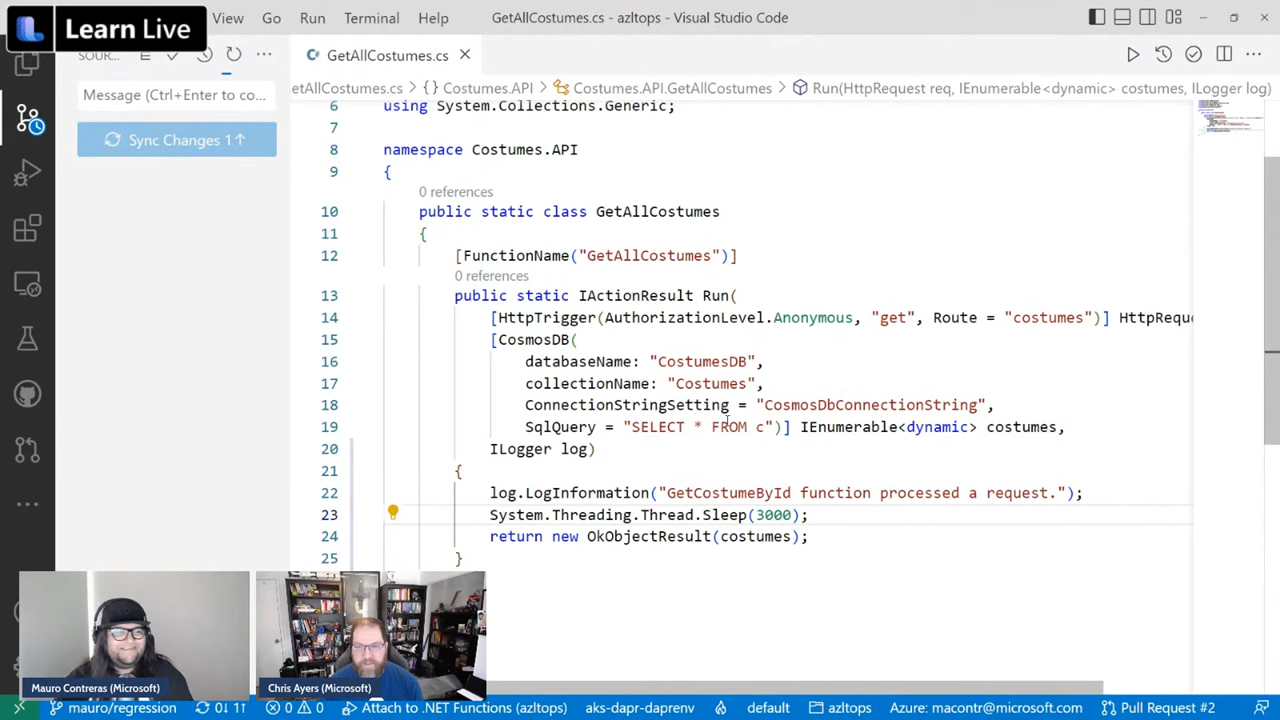 Learn Live
View Go Run Terminal Help
GetAllCostumes.cs - azltops - Visual Studio Code
SOUR...
GetAllCostumes.cs
Message (Ctrl+Enter to co...
Sync Changes 1↑
etAllCostumes.cs {} Costumes.API Costumes.API.GetAllCostumes Run(HttpRequest req, IEnumerable<dynamic> costumes, ILogger log)
6 using System.Collections.Generic;
7
8 namespace Costumes.API
9 {
0 references
10 public static class GetAllCostumes
11 {
12 [FunctionName("GetAllCostumes")]
0 references
13 public static IActionResult Run(
14 [HttpTrigger(AuthorizationLevel.Anonymous, "get", Route = "costumes")] HttpReque
15 [CosmosDB(
16 databaseName: "CostumesDB",
17 collectionName: "Costumes",
18 ConnectionStringSetting = "CosmosDbConnectionString",
19 SqlQuery = "SELECT * FROM c")] IEnumerable<dynamic> costumes,
20 ILogger log)
21 {
22 log.LogInformation("GetCostumeById function processed a request.");
23 System.Threading.Thread.Sleep(3000);
24 return new OkObjectResult(costumes);
25 }
Mauro Contreras (Microsoft)
Chris Ayers (Microsoft)
mauro/regression 0↓ 1↑ 0 0 Attach to .NET Functions (azltops) aks-dapr-daprenv default azltops Azure: macontr@microsoft.com Pull Request #2